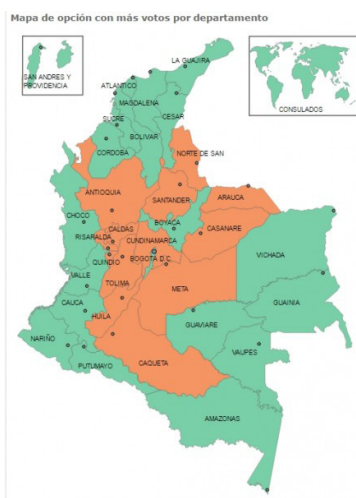 Mapa de opción con más votos por departamento
LA GUAJIRA
SAN ANDRES Y
PROVIDENCIA
ATLANTICO
MAGDALENA
CONSULADOS
CESAR
SUCRE
BOLIVAR
CORDOBA
NORTE DE SAN
ANTIOQUIA
SANTANDER
ARAUCA
CHOCO
BOYACA
CALDAS
CASANARE
RISARALDA
CUNDINAMARCA
VICHADA
QUINDIO
BOGOTA D.C.
VALLE
TOLIMA
META
GUAINIA
CAUCA
HUILA
GUAVIARE
NARIÑO
VAUPES
CAQUETA
PUTUMAYO
AMAZONAS